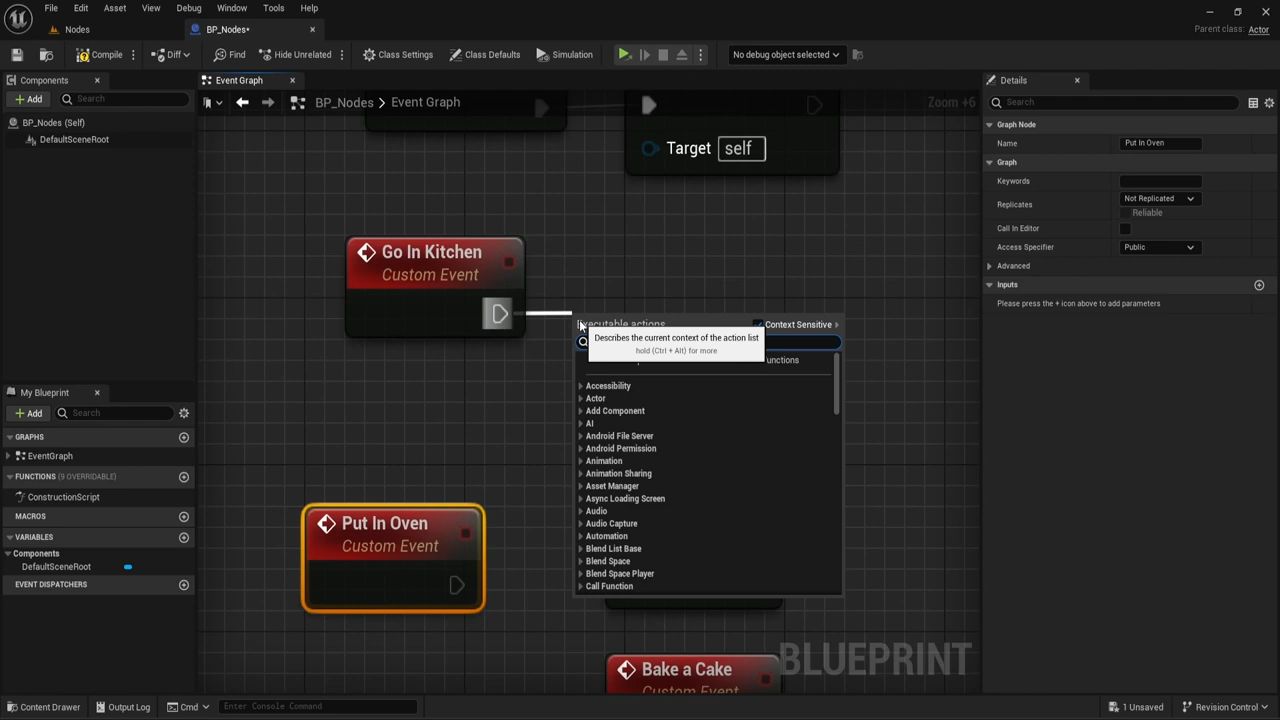 File Edit Asset View Debug Window Tools Help
Nodes
BP_Nodes*
Parent class: Actor
Compile
Diff
Find
Hide Unrelated
Class Settings
Class Defaults
Simulation
No debug object selected
Components
Add
Search
BP_Nodes (Self)
DefaultSceneRoot
My Blueprint
Add
Search
GRAPHS
EventGraph
FUNCTIONS (9 OVERRIDABLE)
ConstructionScript
MACROS
VARIABLES
Components
DefaultSceneRoot
EVENT DISPATCHERS
Event Graph
BP_Nodes > Event Graph
Zoom +6
Target self
Go In Kitchen
Custom Event
Executable actions
Context Sensitive
Describes the current context of the action list
hold (Ctrl + Alt) for more
Accessibility
Actor
Add Component
AI
Android File Server
Android Permission
Animation
Animation Sharing
Asset Manager
Async Loading Screen
Audio
Audio Capture
Automation
Blend List Base
Blend Space
Blend Space Player
Call Function
Put In Oven
Custom Event
Bake a Cake
Custom Event
BLUEPRINT
Details
Search
Graph Node
Name Put In Oven
Graph
Keywords
Replicates Not Replicated
Reliable
Call In Editor
Access Specifier Public
Advanced
Inputs
Please press the + icon above to add parameters
Content Drawer
Output Log
Cmd
Enter Console Command
1 Unsaved
Revision Control